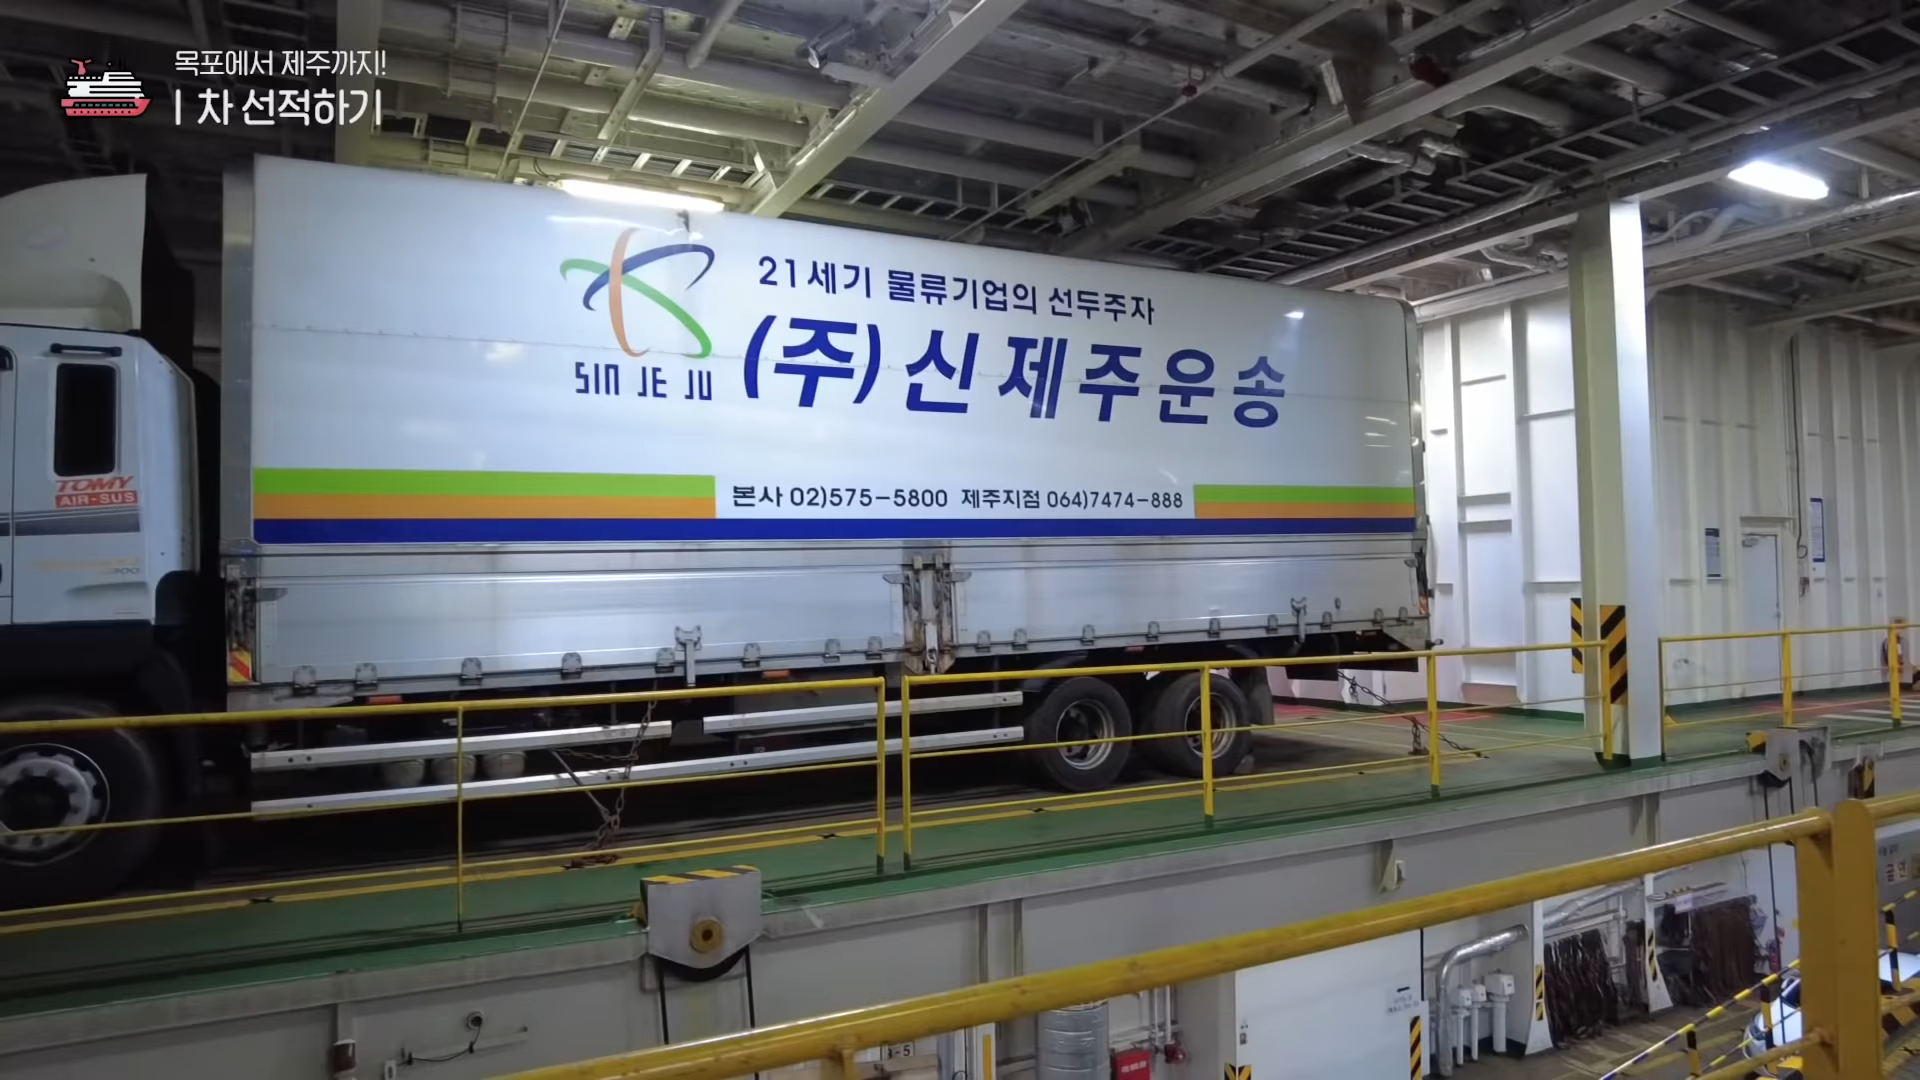 목포에서 제주까지!
차 선적하기
21세기 물류기업의 선두주자
SIN JE JU
(주)신제주운송
본사 02)575-5800 제주지점 064)7474-888
TOMY
AIR-SUS